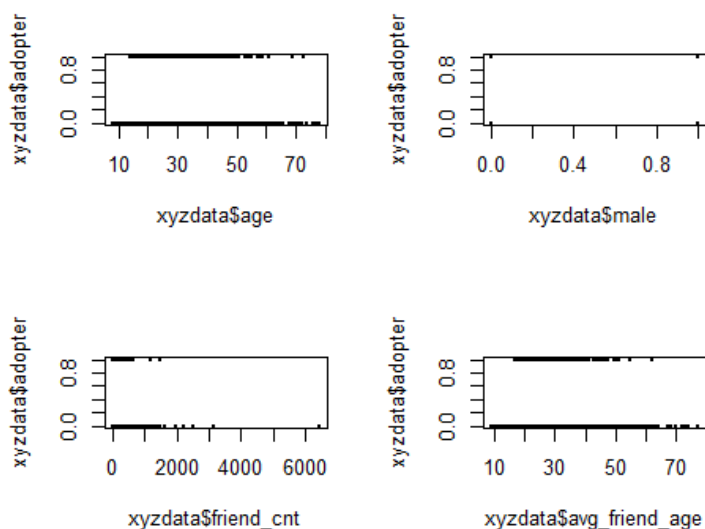 xyzdata$adopter
0.0 0.8
10 30 50 70
xyzdata$age
xyzdata$adopter
0.0 0.8
0.0 0.4 0.8
xyzdata$male
xyzdata$adopter
0.0 0.8
0 2000 4000 6000
xyzdata$friend_cnt
xyzdata$adopter
0.0 0.8
10 30 50 70
xyzdata$avg_friend_age